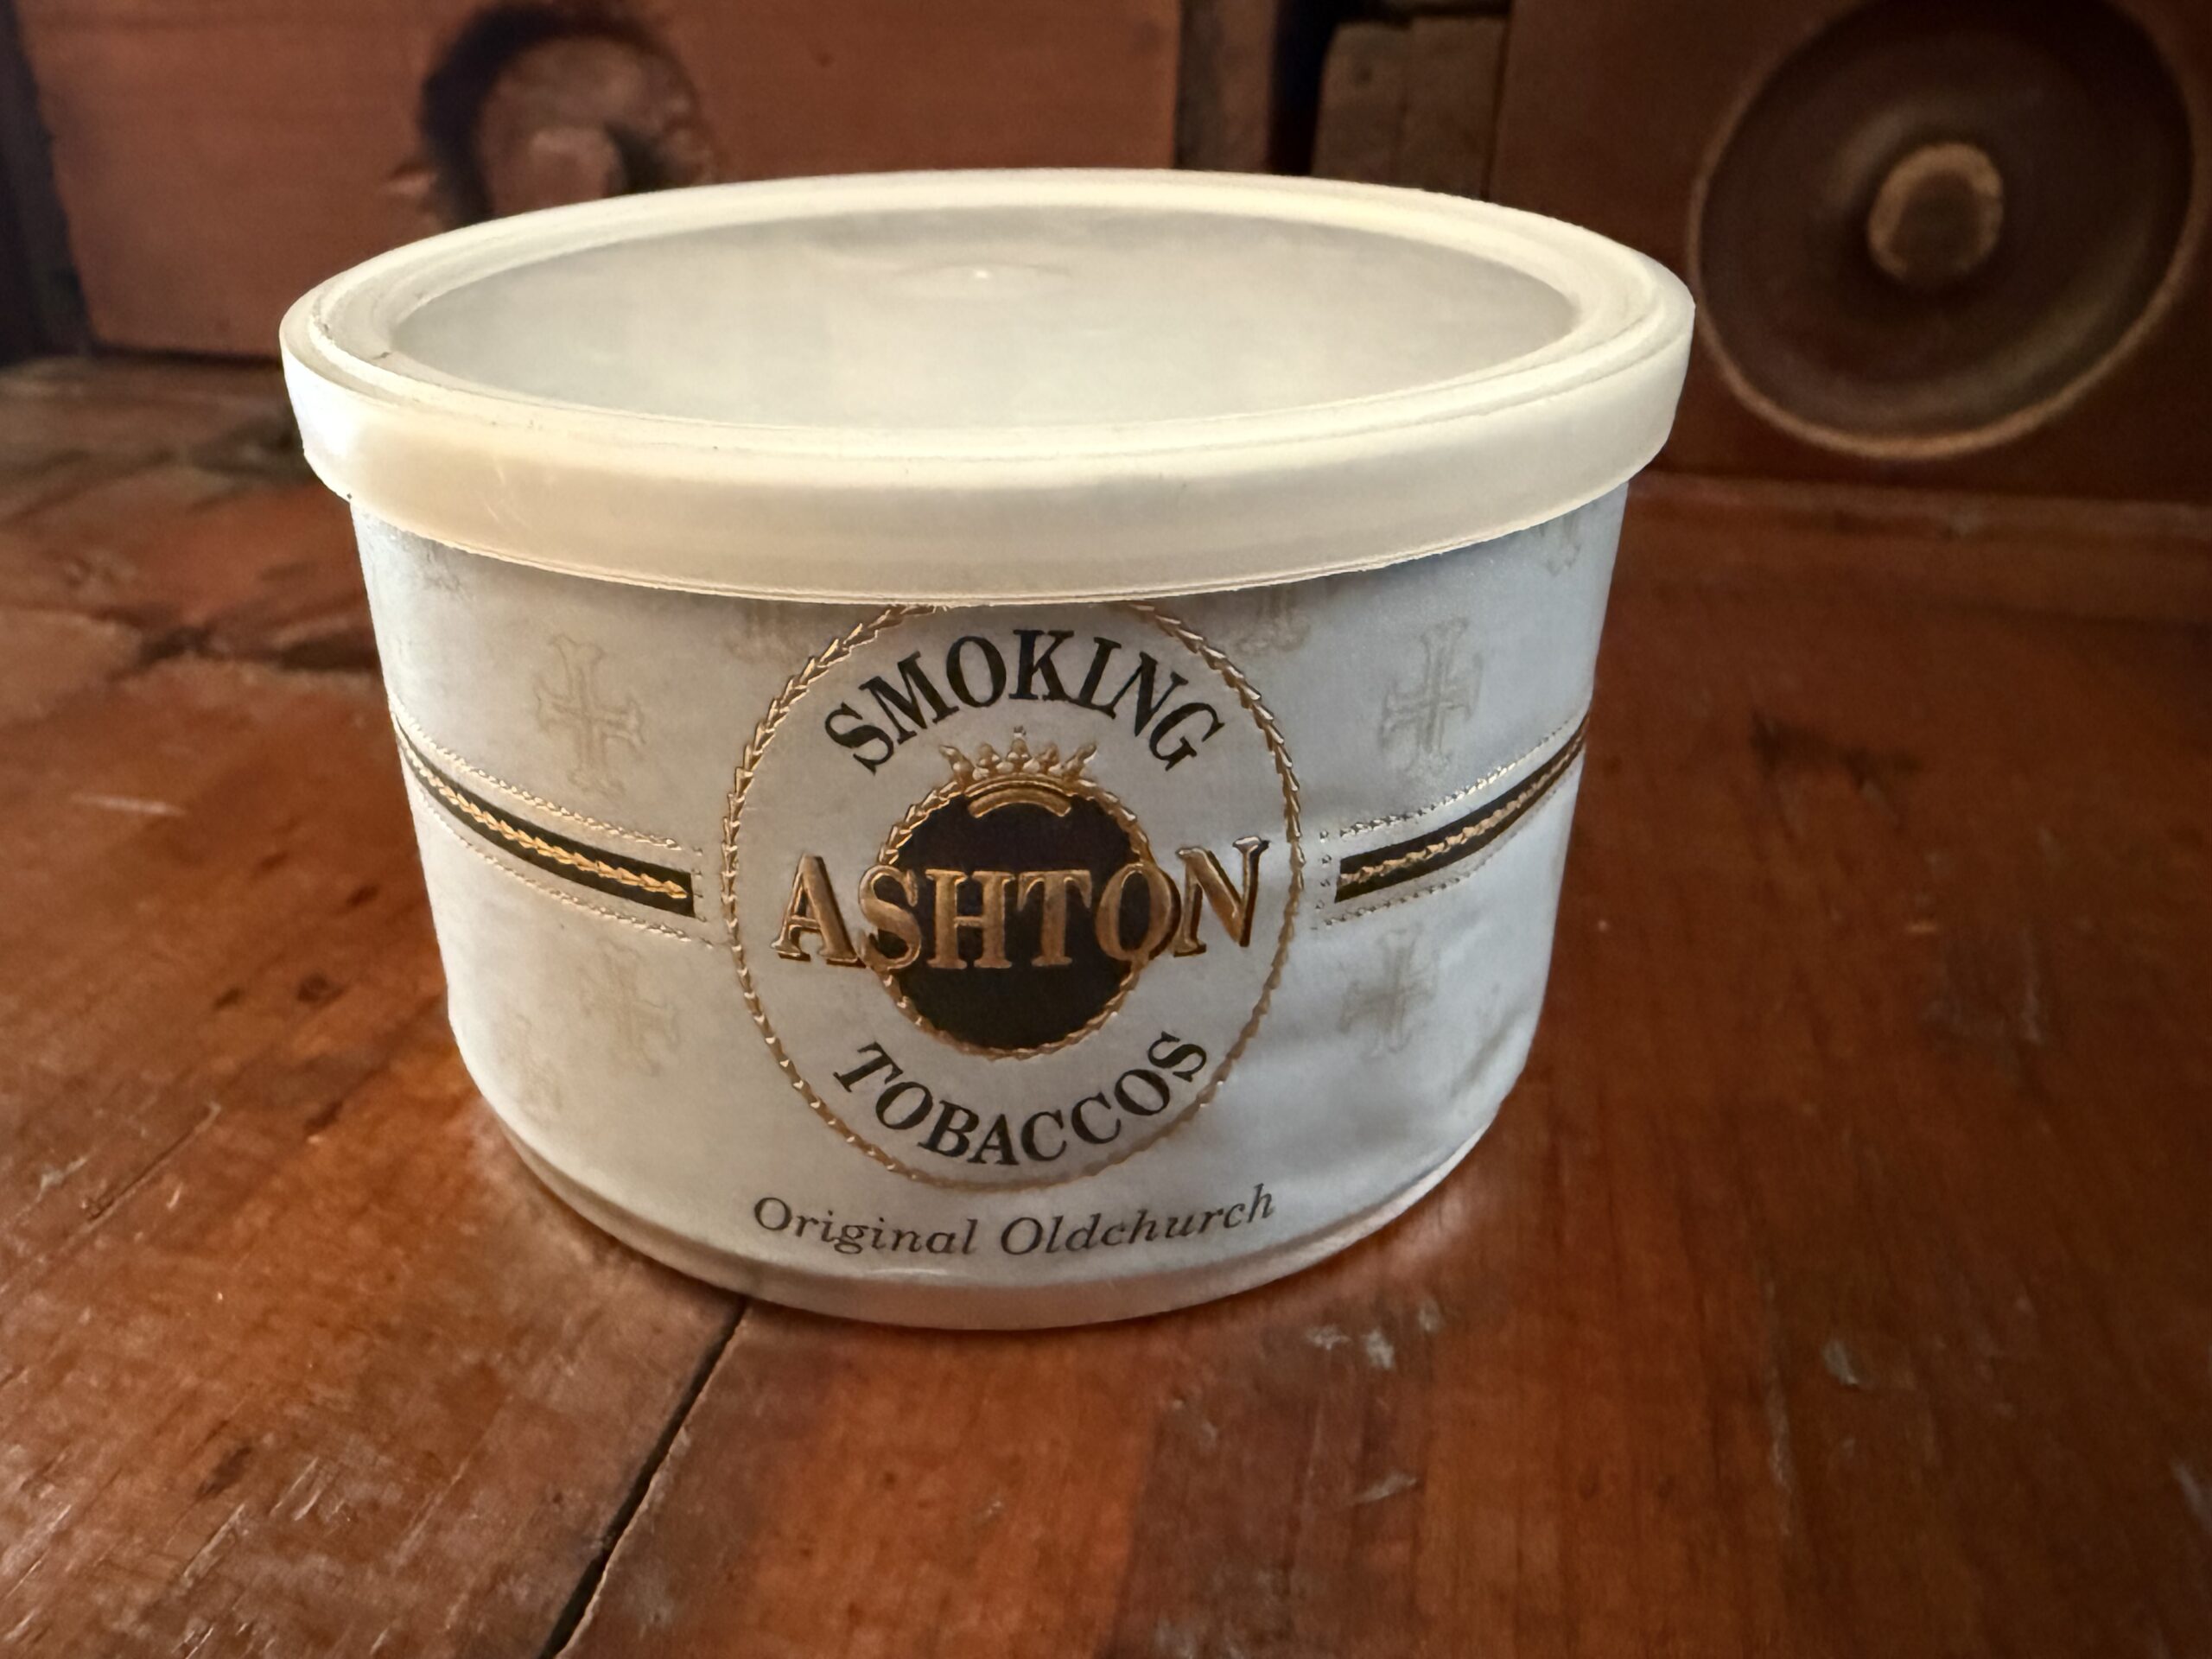 SMOKING
ASHTON
TOBACCOS
Original Oldchurch